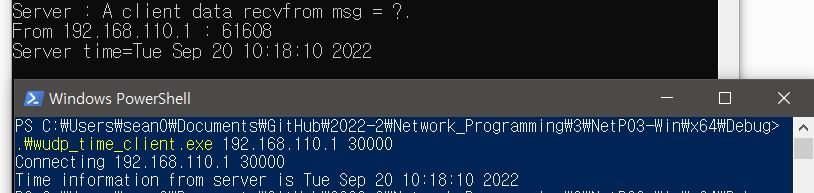 Server : A client data recvfrom msg = ?.
From 192.168.110.1 : 61608
Server time=Tue Sep 20 10:18:10 2022
Windows PowerShell
PS C:₩Users₩sean0₩Documents₩GitHub₩2022-2₩Network_Programming₩3₩NetP03-Win₩x64₩Debug>
.₩wudp_time_client.exe 192.168.110.1 30000
Connecting 192.168.110.1 30000
Time information from server is Tue Sep 20 10:18:10 2022